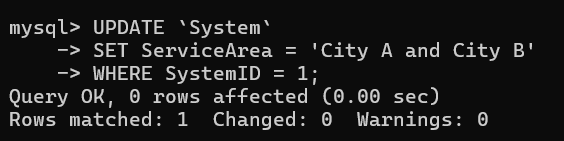 mysql> UPDATE `System`
    -> SET ServiceArea = 'City A and City B'
    -> WHERE SystemID = 1;
Query OK, 0 rows affected (0.00 sec)
Rows matched: 1  Changed: 0  Warnings: 0